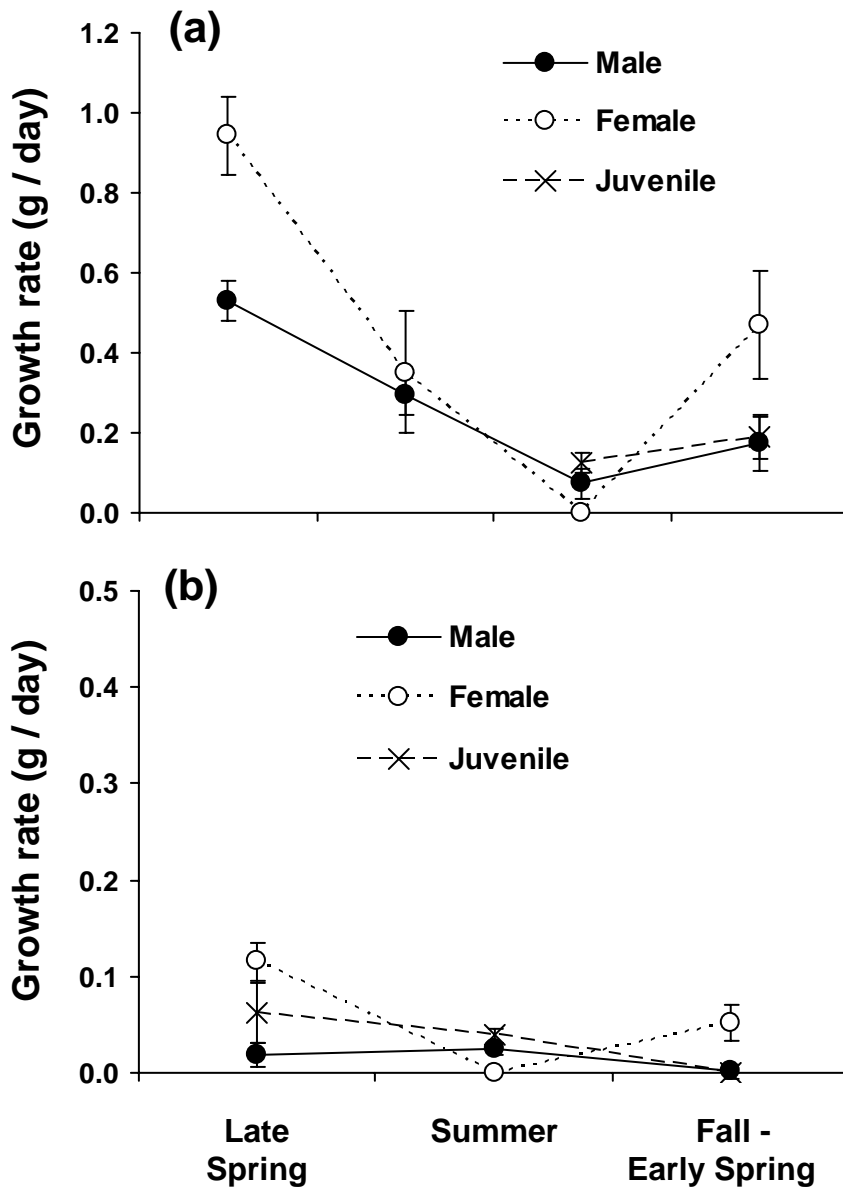 (a)
Growth rate (g / day)
1.2
1.0
0.8
0.6
0.4
0.2
0.0
Male
Female
Juvenile
(b)
Growth rate (g / day)
0.5
0.4
0.3
0.2
0.1
0.0
Male
Female
Juvenile
Late
Spring
Summer
Fall -
Early Spring